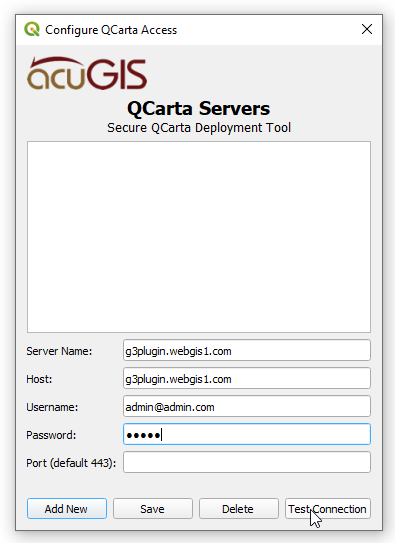 Configure QCarta Access
acuGIS
QCarta Servers
Secure QCarta Deployment Tool
Server Name: g3plugin.webgis1.com
Host: g3plugin.webgis1.com
Username: admin@admin.com
Password: ●●●●●
Port (default 443):
Add New Save Delete Test Connection